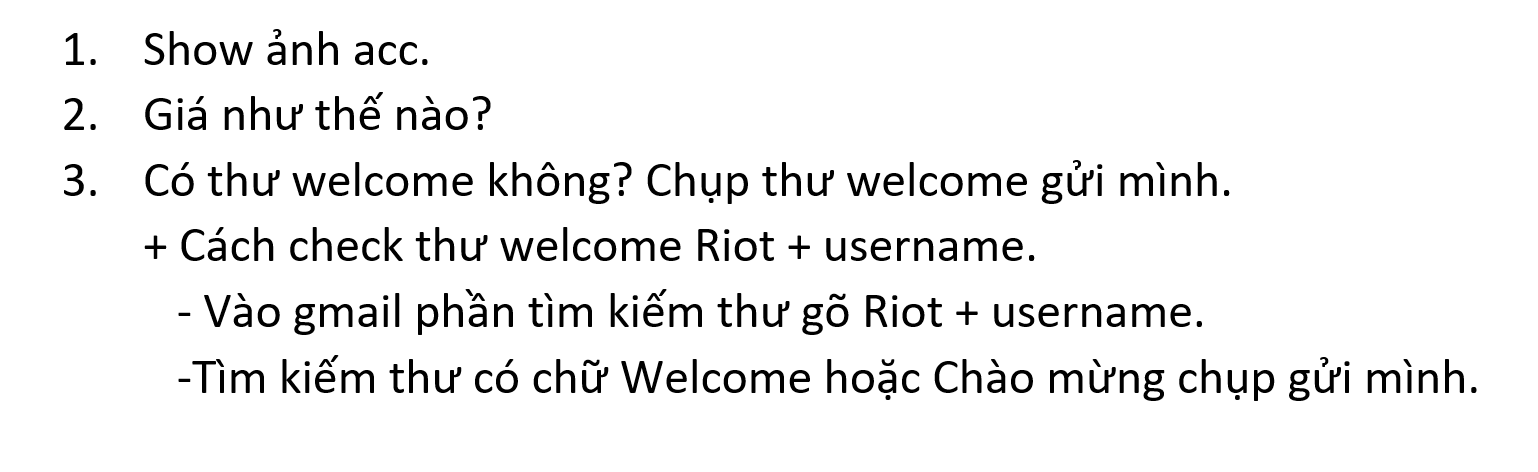 1. Show ảnh acc.
2. Giá như thế nào?
3. Có thư welcome không? Chụp thư welcome gửi mình.
+ Cách check thư welcome Riot + username.
- Vào gmail phần tìm kiếm thư gõ Riot + username.
-Tìm kiếm thư có chữ Welcome hoặc Chào mừng chụp gửi mình.